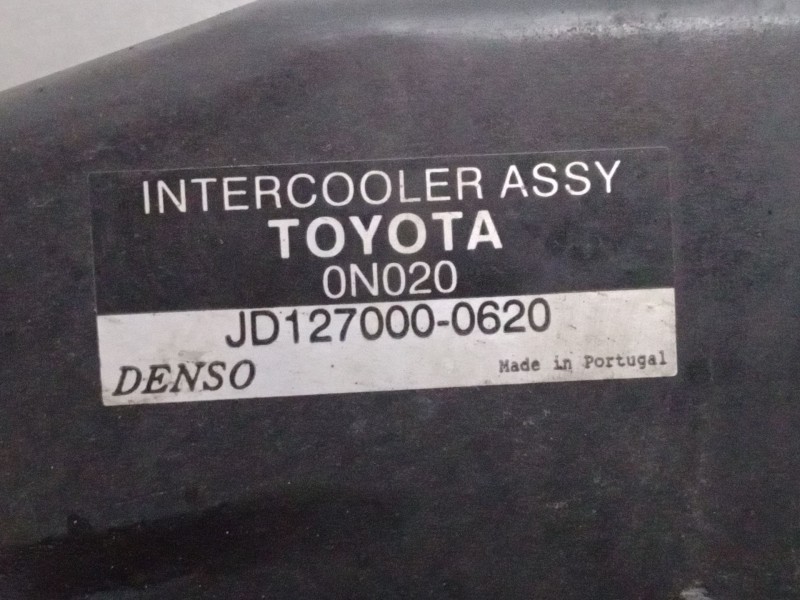 INTERCOOLER ASSY
TOYOTA
0N020
JD127000-0620
DENSO Made in Portugal